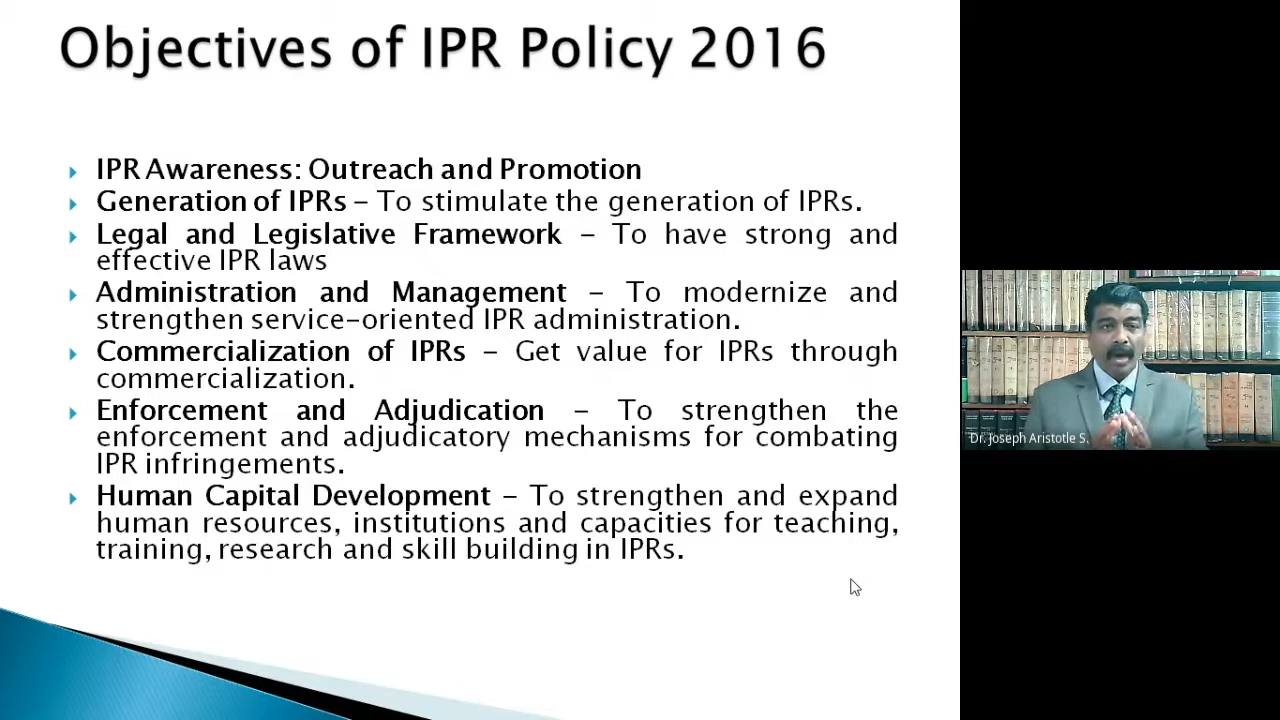 Objectives of IPR Policy 2016
IPR Awareness: Outreach and Promotion
Generation of IPRs – To stimulate the generation of IPRs.
Legal and Legislative Framework – To have strong and
effective IPR laws
Administration and Management – To modernize and
strengthen service-oriented IPR administration.
Commercialization of IPRs – Get value for IPRs through
commercialization.
Enforcement and Adjudication – To strengthen the
enforcement and adjudicatory mechanisms for combating
IPR infringements.
Human Capital Development – To strengthen and expand
human resources, institutions and capacities for teaching,
training, research and skill building in IPRs.
Dr. Joseph Aristotle S.